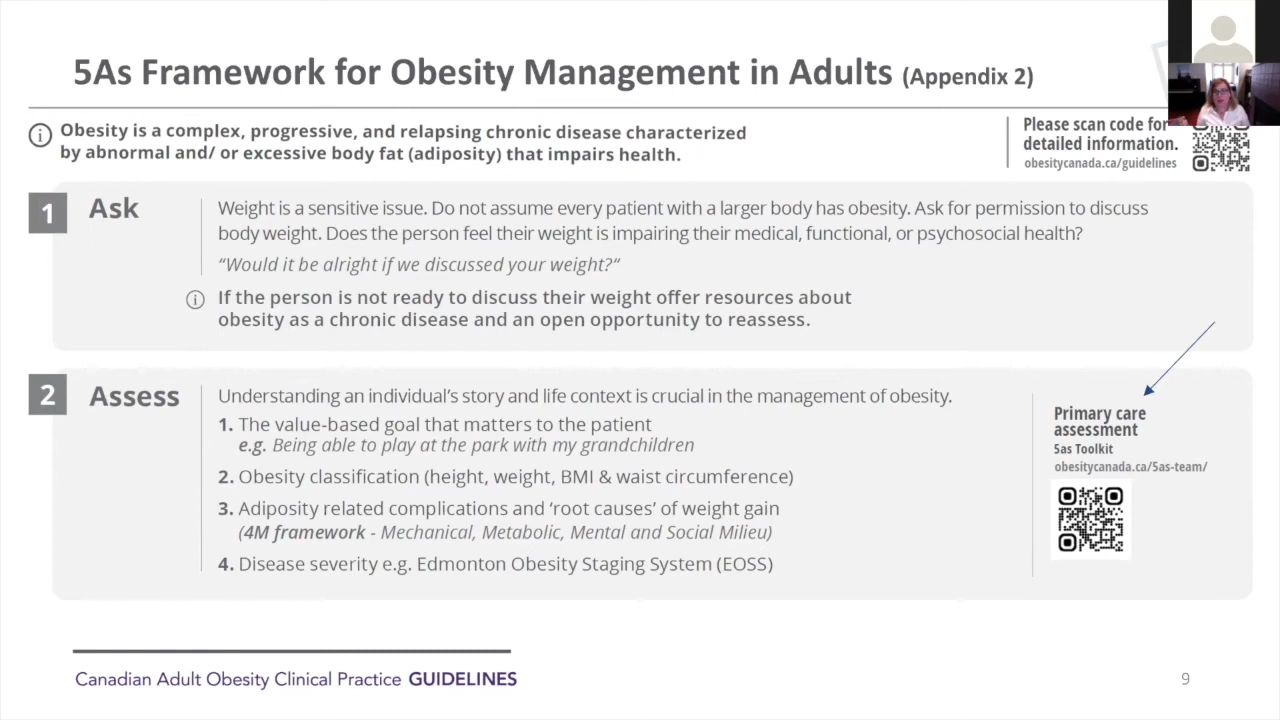 5As Framework for Obesity Management in Adults (Appendix 2)
Obesity is a complex, progressive, and relapsing chronic disease characterized
by abnormal and/ or excessive body fat (adiposity) that impairs health.
Please scan code for
detailed information.
obesitycanada.ca/guidelines
1 Ask
Weight is a sensitive issue. Do not assume every patient with a larger body has obesity. Ask for permission to discuss
body weight. Does the person feel their weight is impairing their medical, functional, or psychosocial health?
“Would it be alright if we discussed your weight?“
If the person is not ready to discuss their weight offer resources about
obesity as a chronic disease and an open opportunity to reassess.
2 Assess
Understanding an individual’s story and life context is crucial in the management of obesity.
1. The value-based goal that matters to the patient
e.g. Being able to play at the park with my grandchildren
2. Obesity classification (height, weight, BMI & waist circumference)
3. Adiposity related complications and ‘root causes’ of weight gain
(4M framework - Mechanical, Metabolic, Mental and Social Milieu)
4. Disease severity e.g. Edmonton Obesity Staging System (EOSS)
Primary care
assessment
5as Toolkit
obesitycanada.ca/5as-team/
Canadian Adult Obesity Clinical Practice GUIDELINES
9